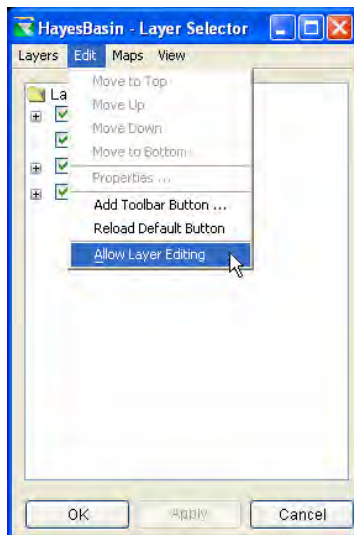 HayesBasin - Layer Selector
Layers Edit Maps View
La
Move to Top
Move Up
Move Down
Move to Bottom
Properties ...
Add Toolbar Button ...
Reload Default Button
Allow Layer Editing
OK Apply Cancel